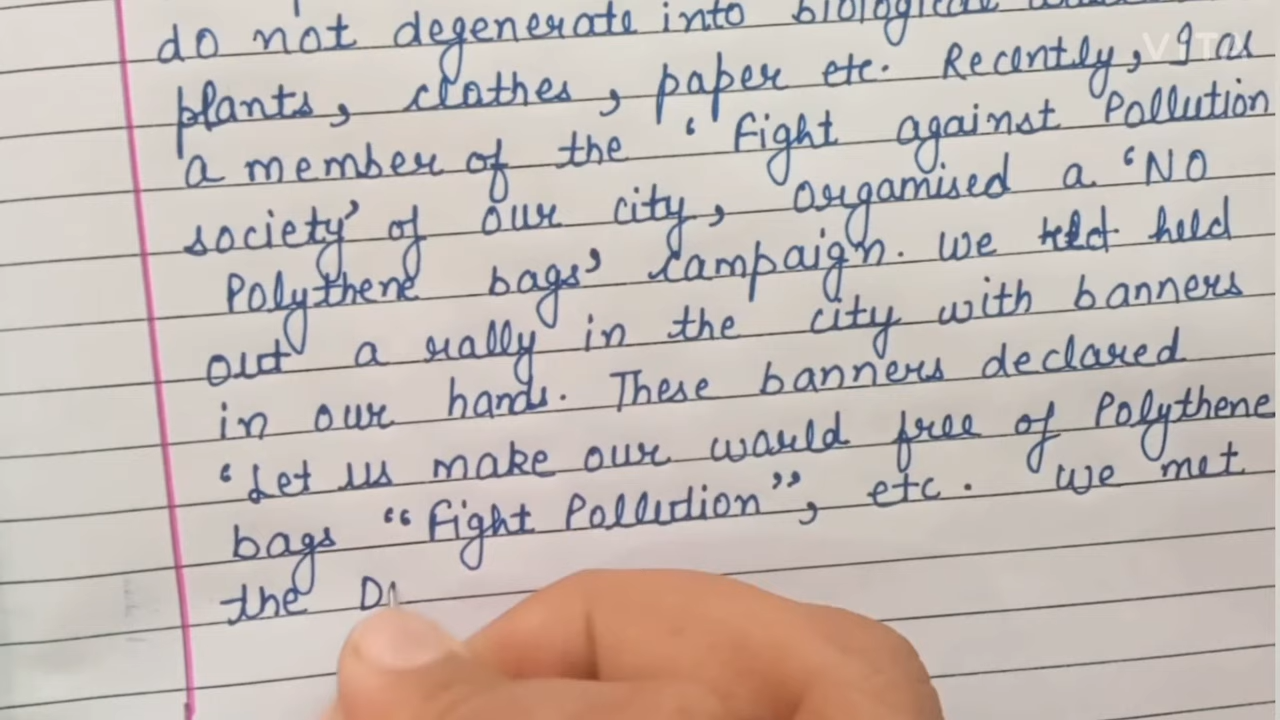 do not degenerate into biological
plants, clothes, paper etc. Recently, I as
a member of the ' Fight against Pollution
society' of our city, orgamised a 'NO
Polythene bags' campaign. We held
out a rally in the city with banners
in our hands. These banners declared
'Let us make our world free of Polythene
bags "Fight Pollution", etc. We met
the